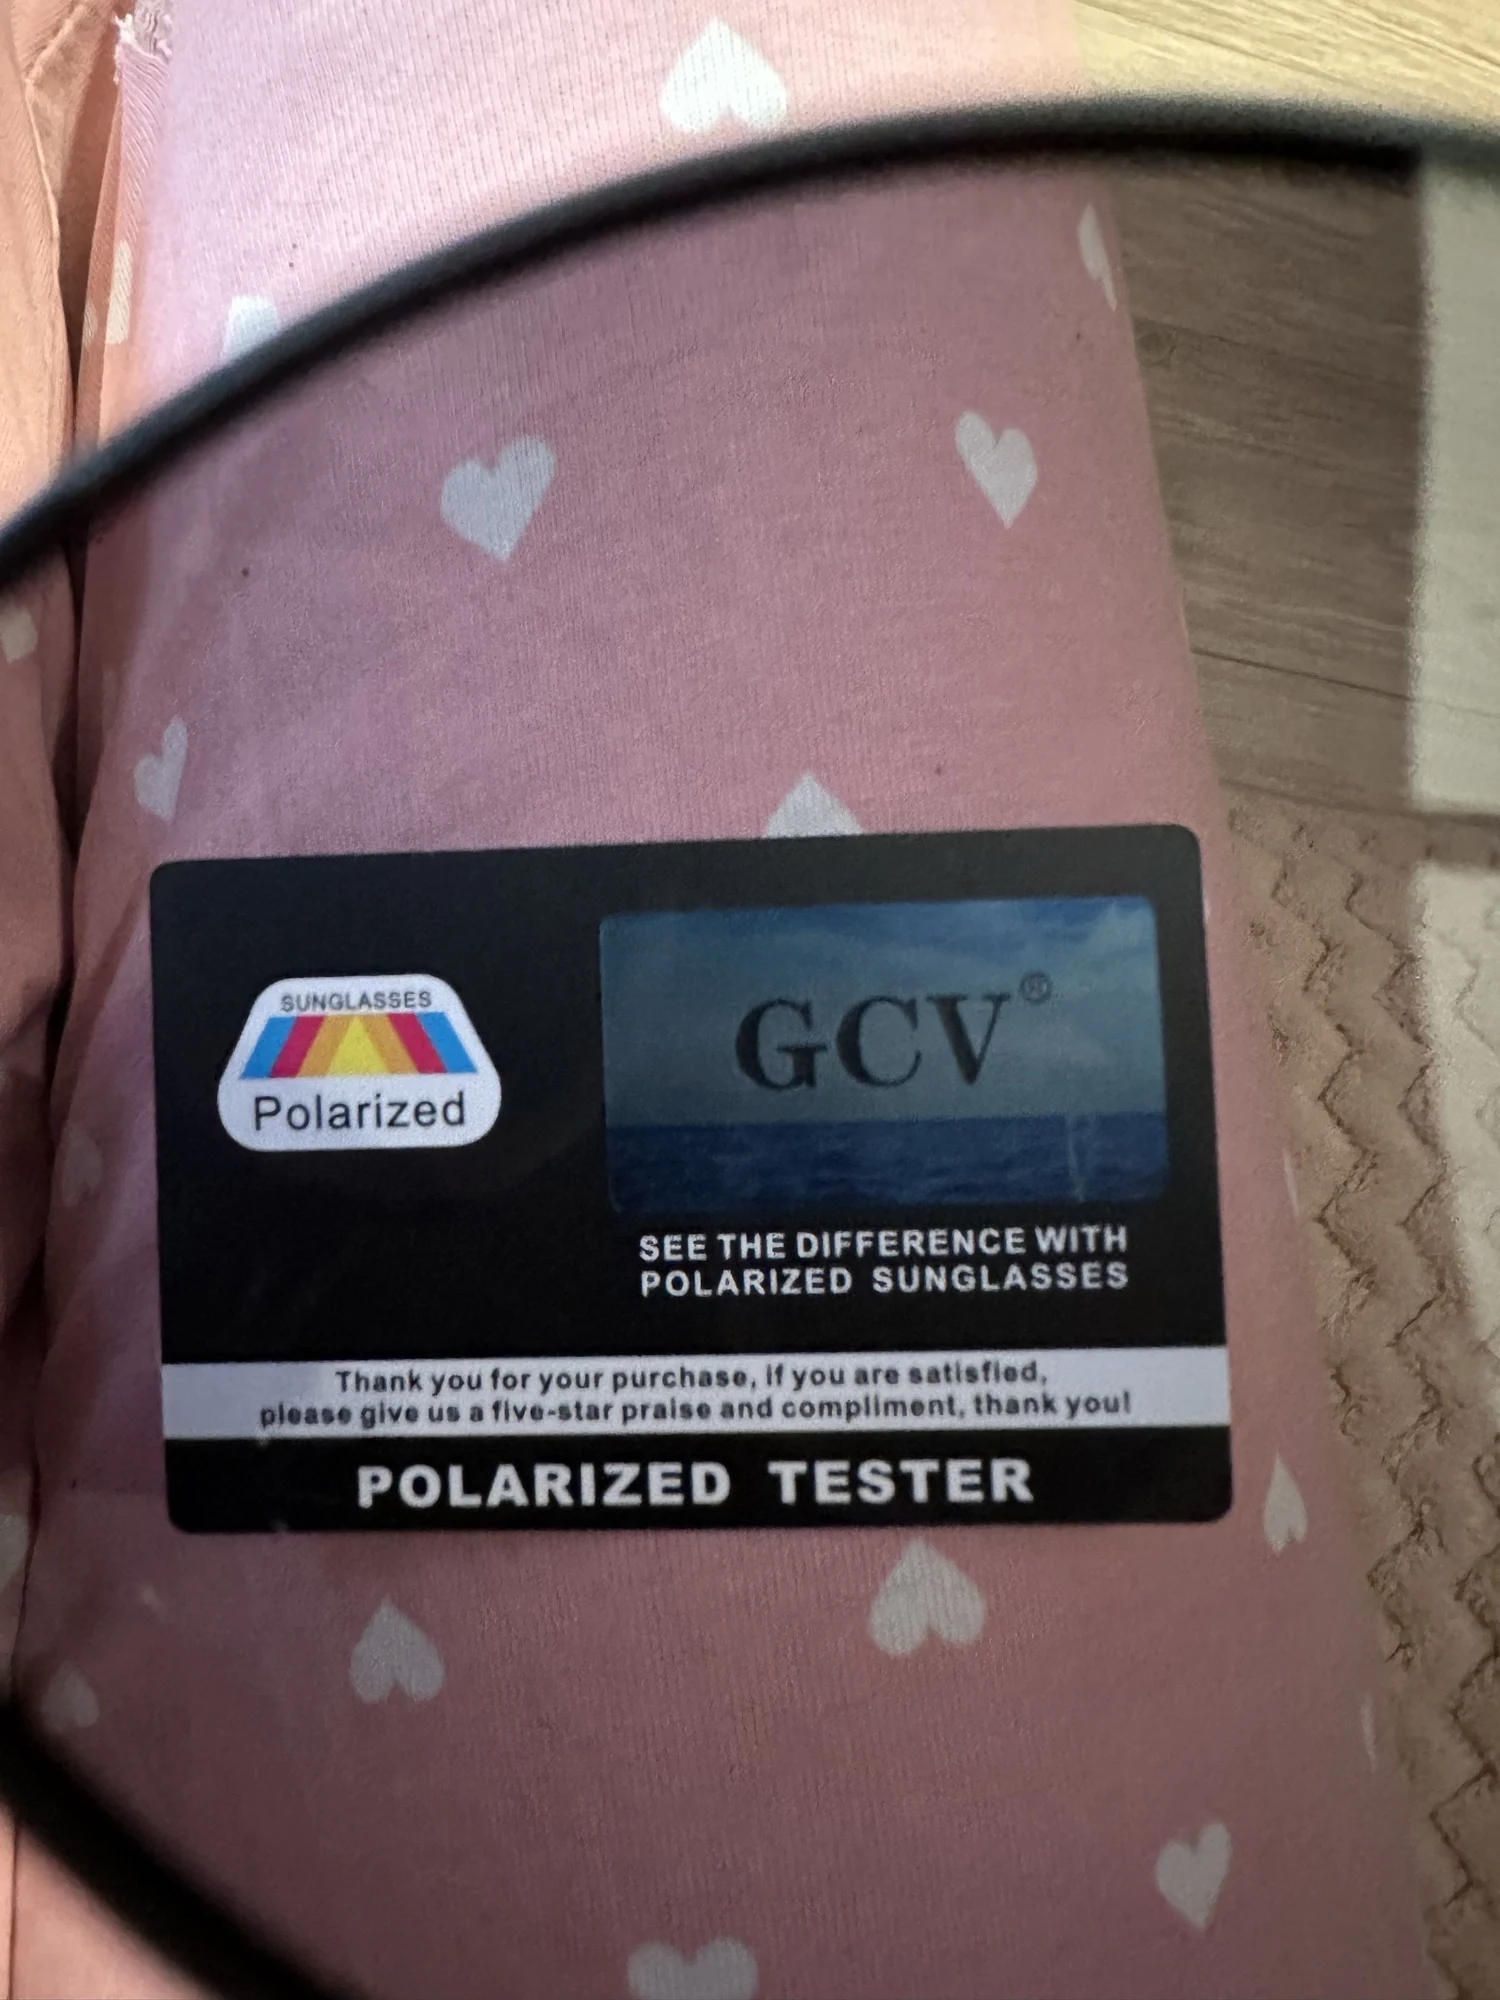 SUNGLASSES
Polarized
GCV®
SEE THE DIFFERENCE WITH
POLARIZED SUNGLASSES
Thank you for your purchase, if you are satisfied,
please give us a five-star praise and compliment, thank you!
POLARIZED TESTER